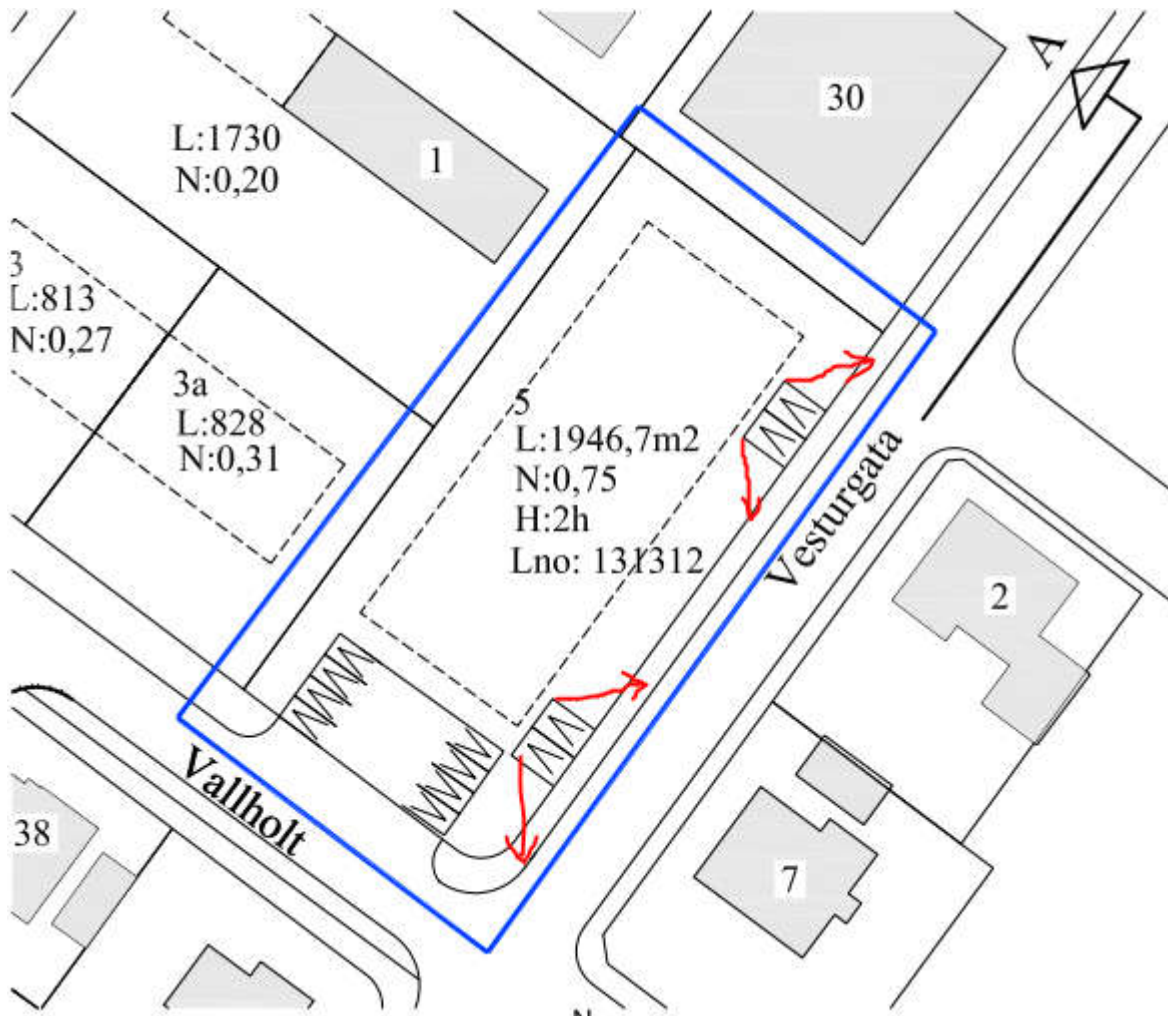 A
30
1
L:1730
N:0,20
3
L:813
N:0,27
3a
L:828
N:0,31
5
L:1946,7m2
N:0,75
H:2h
Lno: 131312
Vesturgata
2
Vallholt
38
7